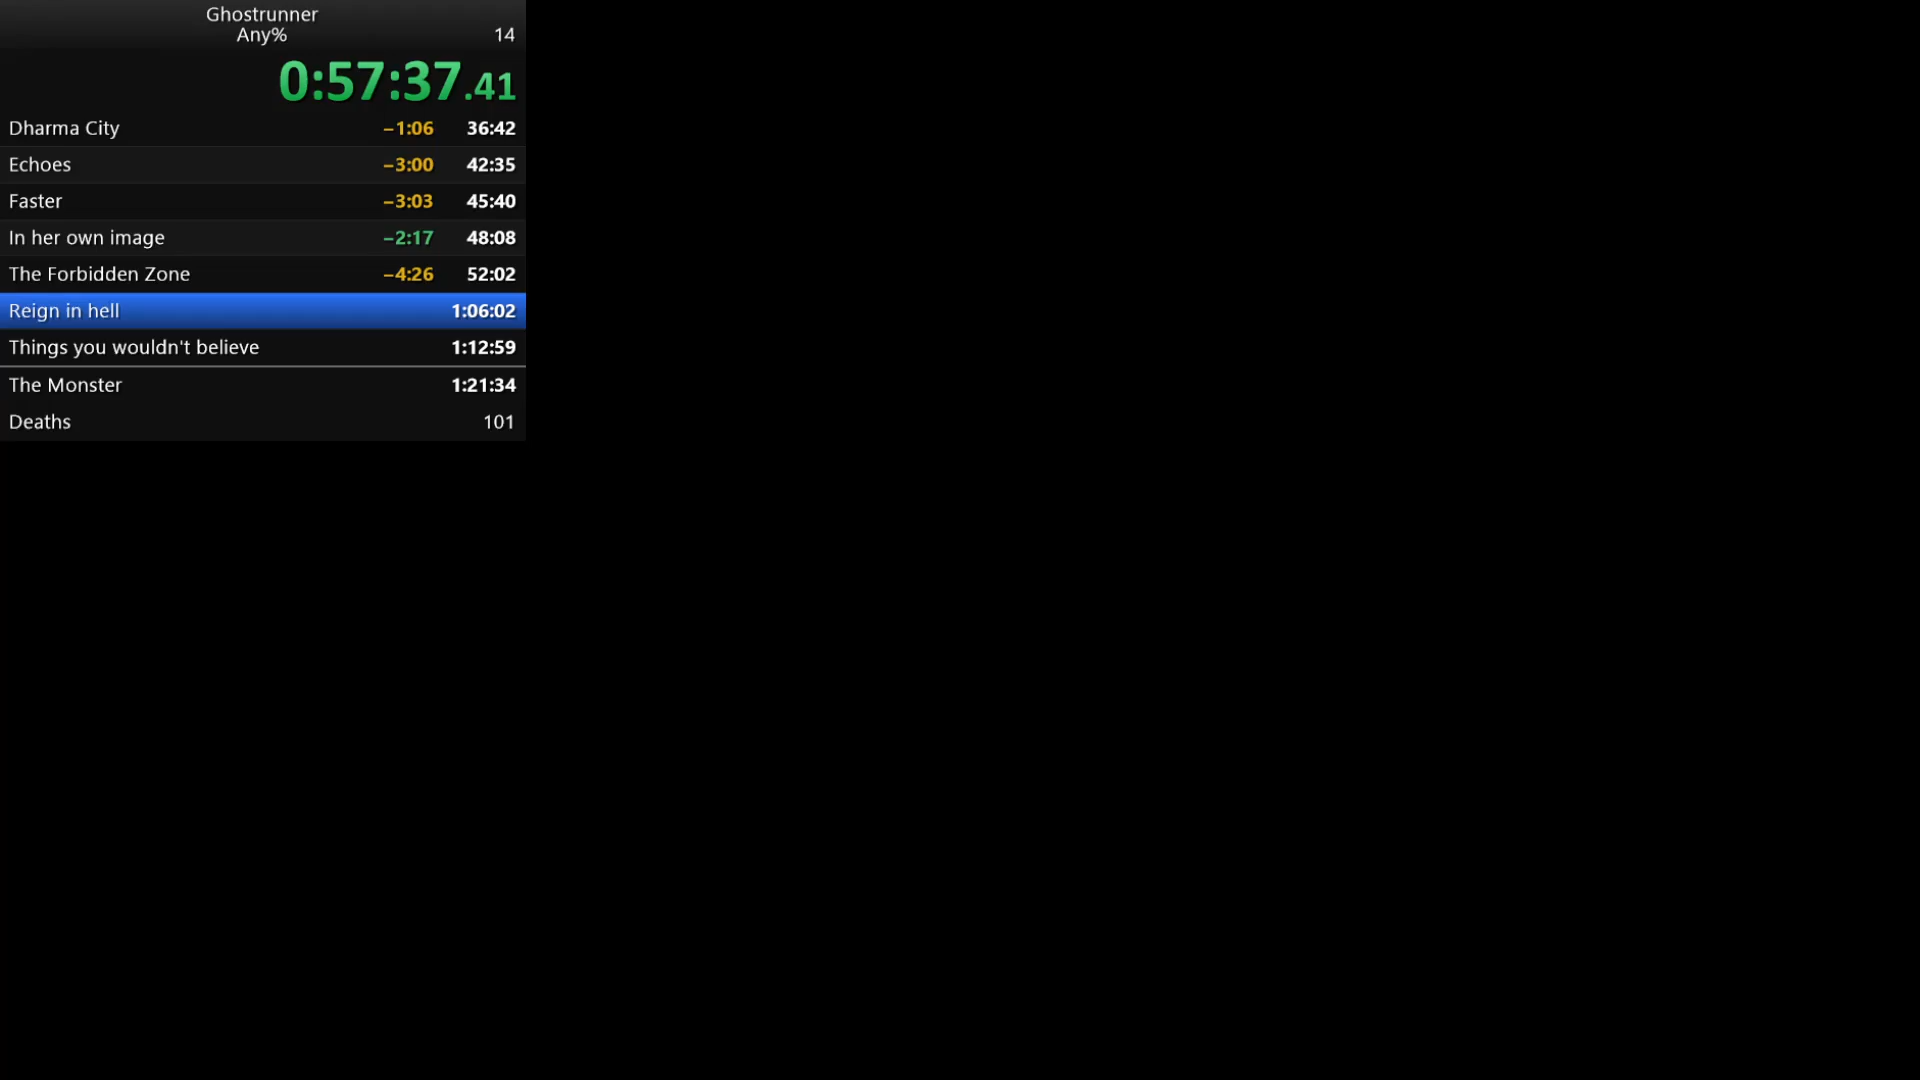 Ghostrunner
Any% 14
0:57:37.41
Dharma City −1:06 36:42
Echoes −3:00 42:35
Faster −3:03 45:40
In her own image −2:17 48:08
The Forbidden Zone −4:26 52:02
Reign in hell 1:06:02
Things you wouldn't believe 1:12:59
The Monster 1:21:34
Deaths 101